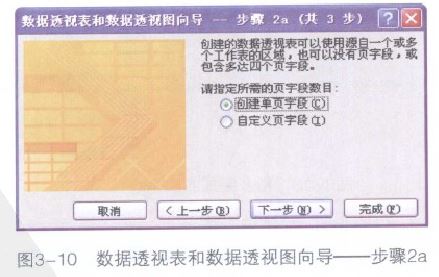 数据透视表和数据透视图向导 -- 步骤 2a (共 3 步)
创建的数据透视表可以使用源自一个或多
个工作表的区域，也可以没有页字段，或
包含多达四个页字段。
请指定所需的页字段数目：
创建单页字段(C)
自定义页字段(I)
取消
<上一步(B)
下一步(N)>
完成(F)
图3-10 数据透视表和数据透视图向导——步骤2a